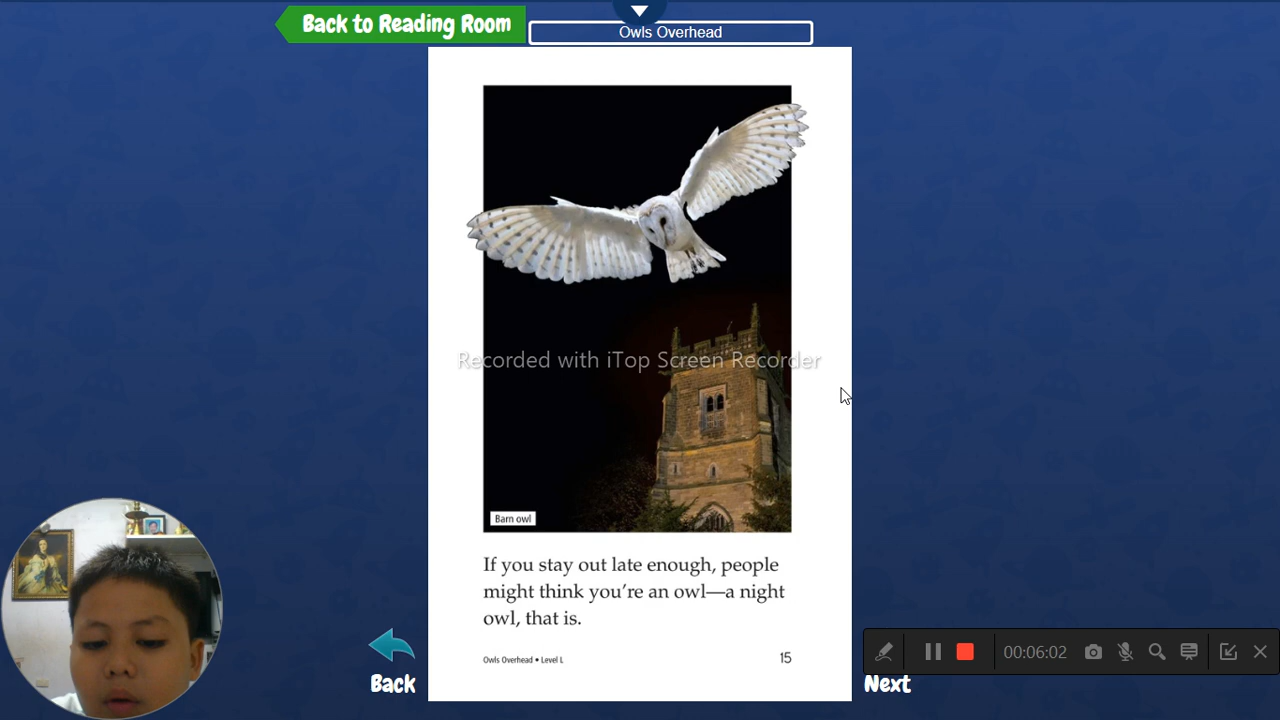 Back to Reading Room
Owls Overhead
Recorded with iTop Screen Recorder
Barn owl
If you stay out late enough, people
might think you’re an owl—a night
owl, that is.
Owls Overhead • Level L
15
00:06:02
Back
Next